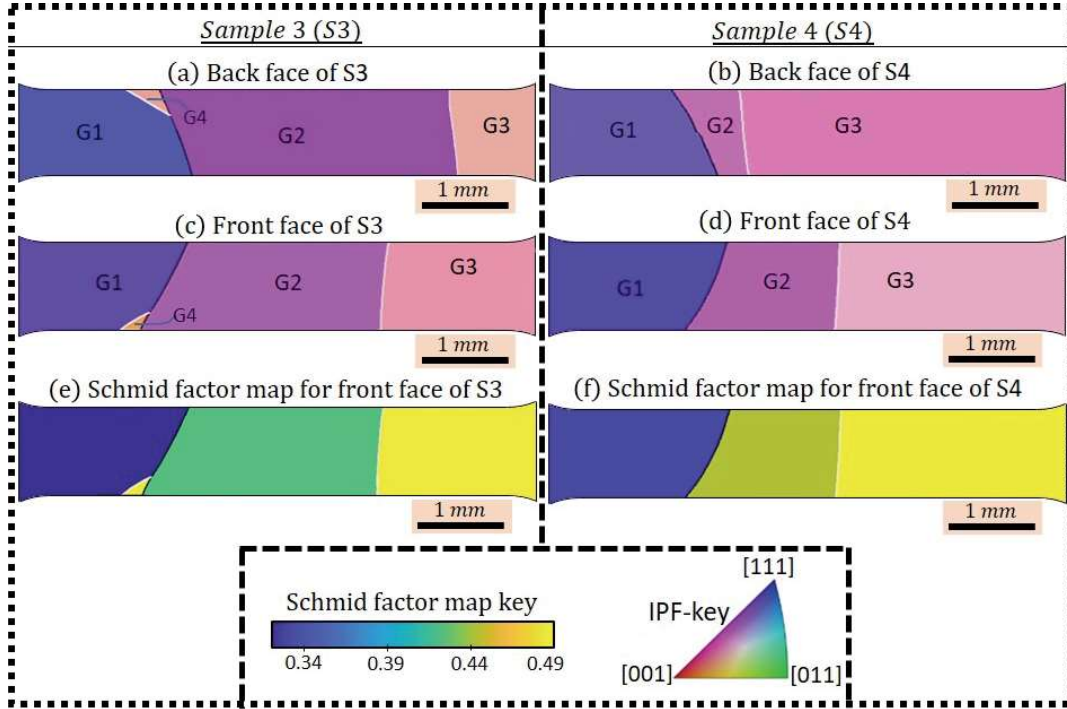 Sample 3 (S3)
Sample 4 (S4)
(a) Back face of S3
(b) Back face of S4
G1
G4
G2
G3
G1
G2
G3
1 mm
1 mm
(c) Front face of S3
(d) Front face of S4
G1
G2
G3
G4
G1
G2
G3
1 mm
1 mm
(e) Schmid factor map for front face of S3
(f) Schmid factor map for front face of S4
1 mm
1 mm
Schmid factor map key
0.34 0.39 0.44 0.49
[111]
IPF-key
[001]
[011]